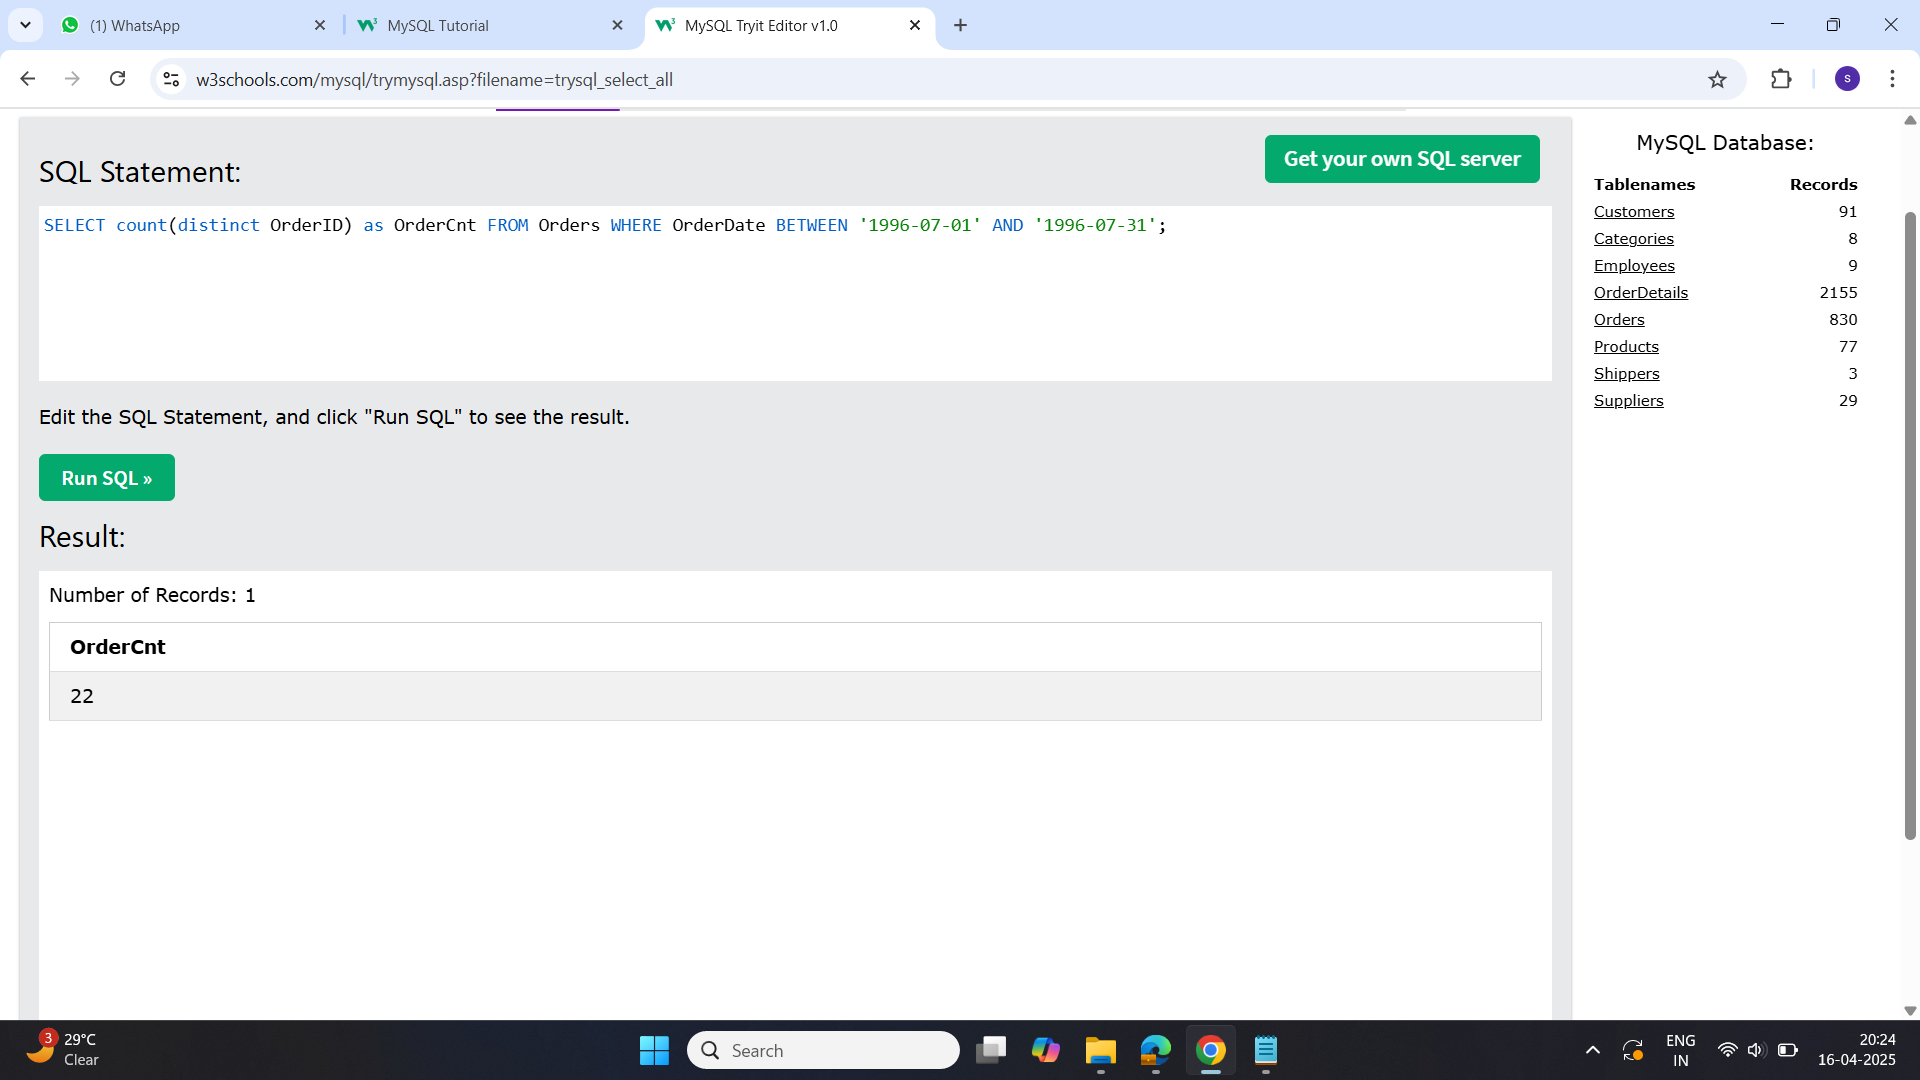 (1) WhatsApp
MySQL Tutorial
MySQL Tryit Editor v1.0
w3schools.com/mysql/trymysql.asp?filename=trysql_select_all
S
SQL Statement:
Get your own SQL server
SELECT count(distinct OrderID) as OrderCnt FROM Orders WHERE OrderDate BETWEEN '1996-07-01' AND '1996-07-31';
Edit the SQL Statement, and click "Run SQL" to see the result.
Run SQL »
Result:
Number of Records: 1
OrderCnt
22
MySQL Database:
Tablenames Records
Customers 91
Categories 8
Employees 9
OrderDetails 2155
Orders 830
Products 77
Shippers 3
Suppliers 29
3
29°C
Clear
Search
ENG
IN
20:24
16-04-2025